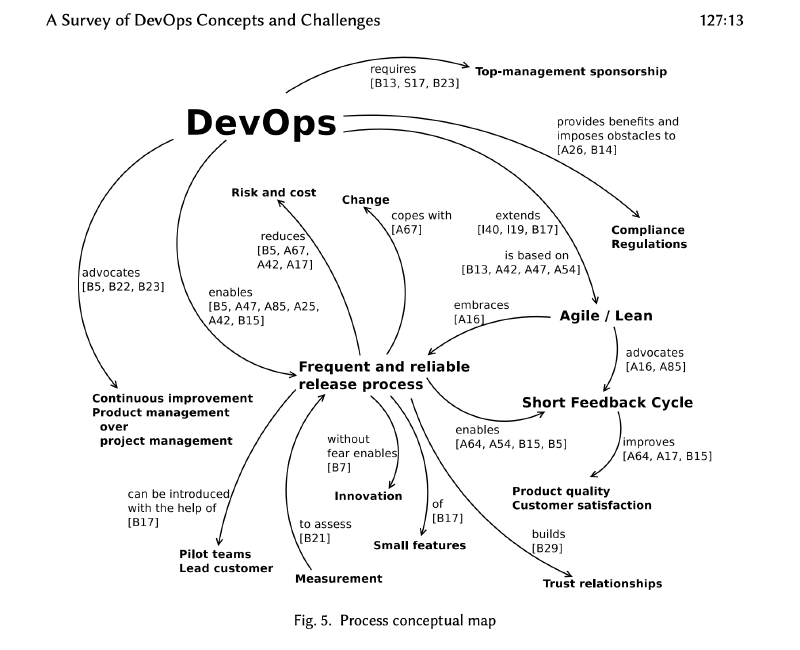 A Survey of DevOps Concepts and Challenges
127:13
requires
[B13, S17, B23]
Top-management sponsorship
DevOps
provides benefits and
imposes obstacles to
[A26, B14]
Risk and cost
Change
copes with
[A67]
extends
[I40, I19, B17]
Compliance
Regulations
reduces
[B5, A67,
A42, A17]
is based on
[B13, A42, A47, A54]
advocates
[B5, B22, B23]
enables
[B5, A47, A85, A25,
A42, B15]
embraces
[A16]
Agile / Lean
advocates
[A16, A85]
Frequent and reliable
release process
Continuous improvement
Product management
over
project management
Short Feedback Cycle
enables
[A64, A54, B15, B5]
improves
[A64, A17, B15]
without
fear enables
[B7]
Innovation
Product quality
Customer satisfaction
can be introduced
with the help of
[B17]
of
[B17]
to assess
[B21]
Small features
builds
[B29]
Pilot teams
Lead customer
Measurement
Trust relationships
Fig. 5. Process conceptual map